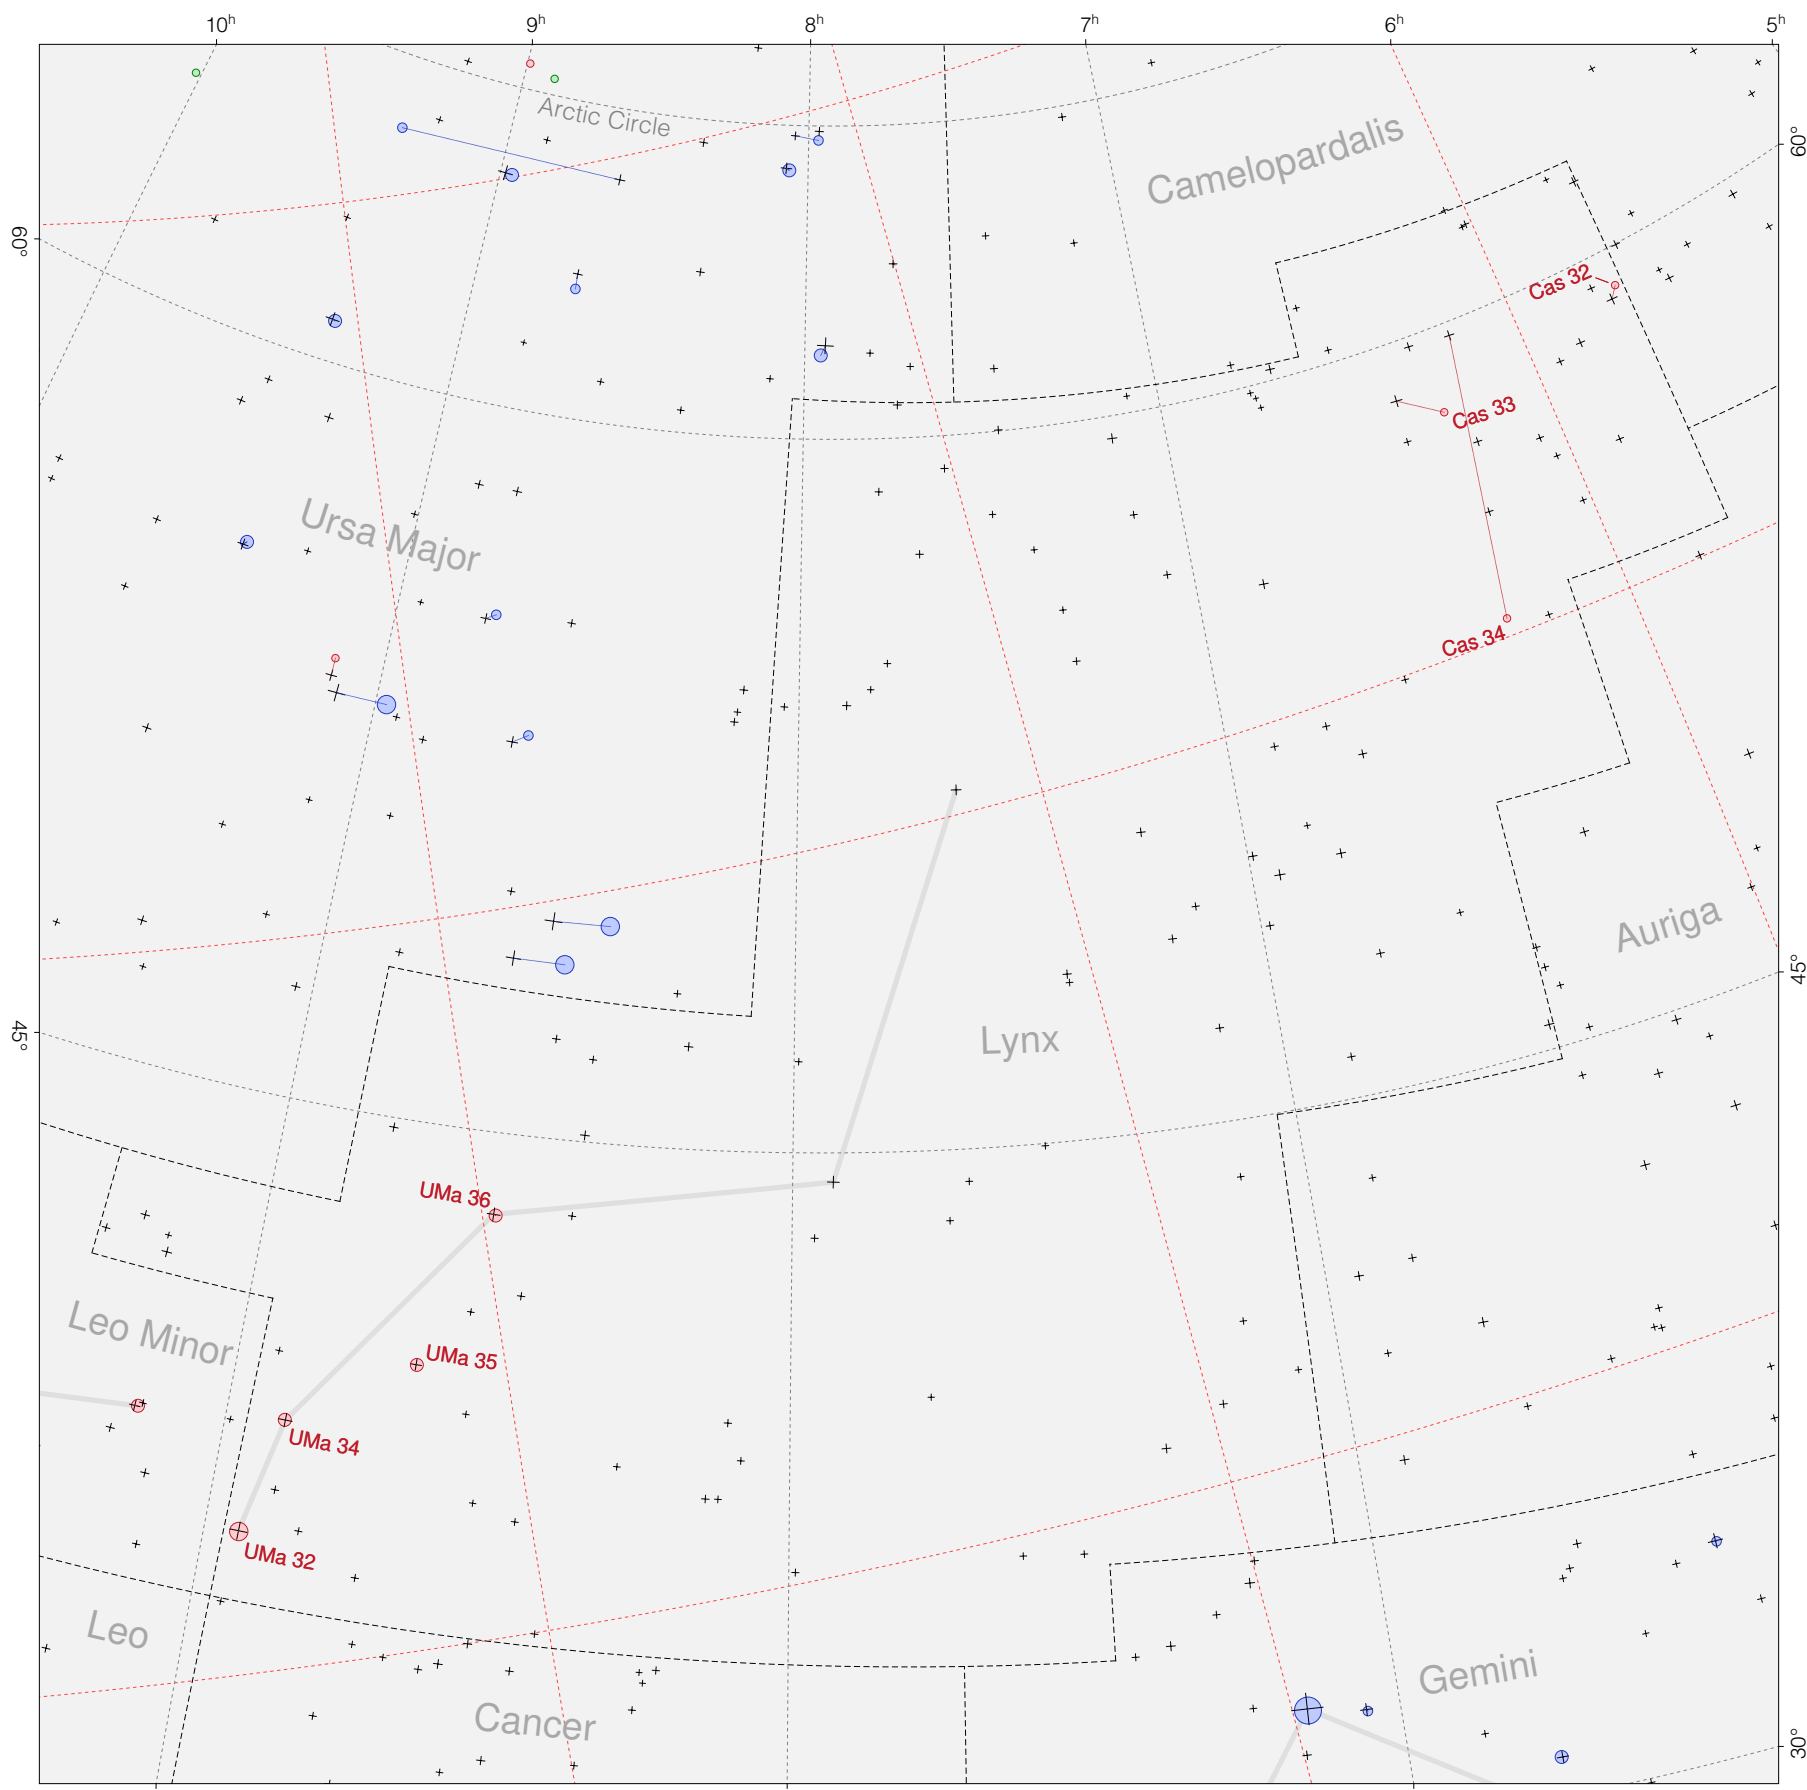 10h 9h 8h 7h 6h 5h
Arctic Circle
Camelopardalis
60°
60°
Cas 32
Cas 33
Ursa Major
Cas 34
Auriga
45°
Lynx
45°
UMa 36
Leo Minor
UMa 35
UMa 34
UMa 32
Leo
Gemini
Cancer
30°